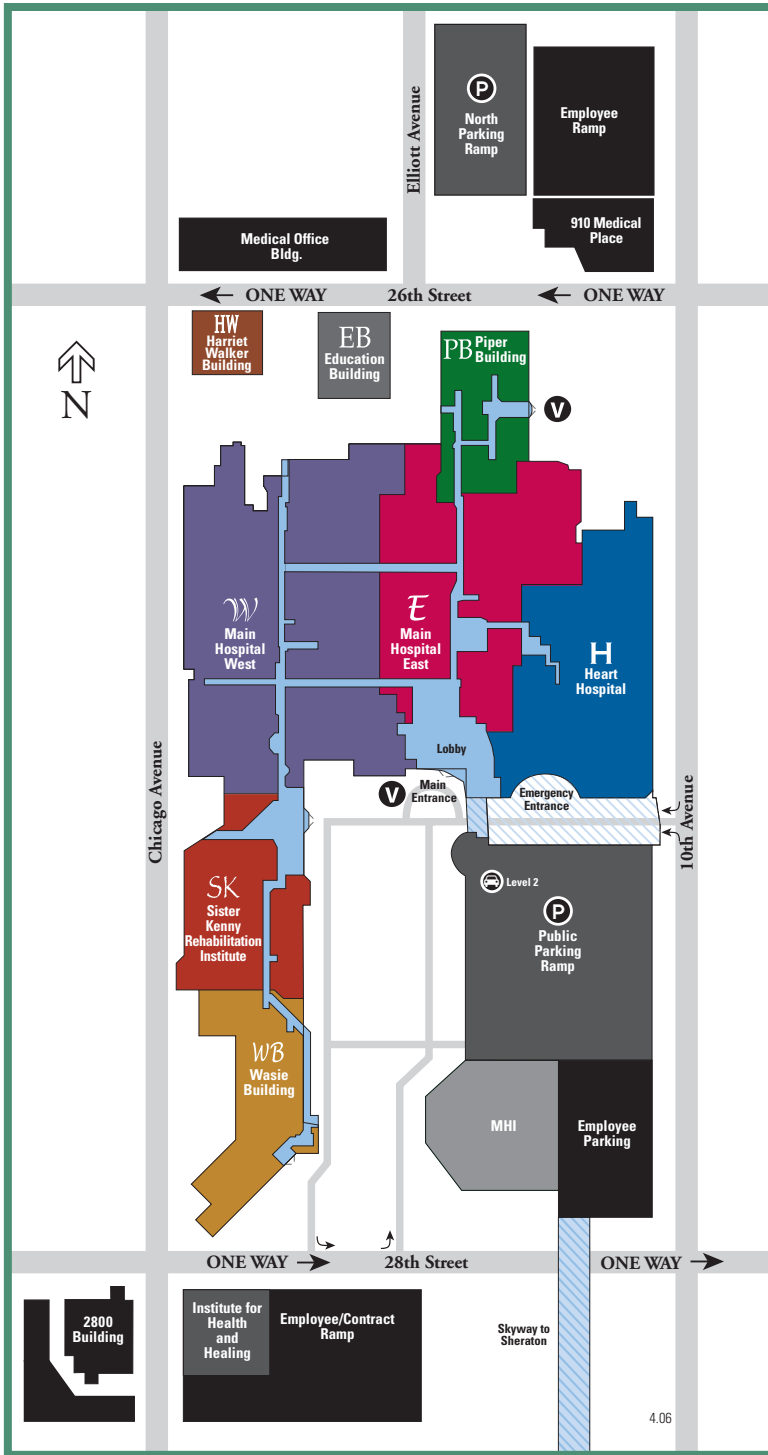 Elliott Avenue
P
North
Parking
Ramp
Employee
Ramp
910 Medical
Place
Medical Office
Bldg.
ONE WAY
26th Street
ONE WAY
N
HW
Harriet
Walker
Building
EB
Education
Building
PB Piper
Building
V
W
Main
Hospital
West
E
Main
Hospital
East
H
Heart
Hospital
Chicago Avenue
Lobby
V
Main
Entrance
Emergency
Entrance
10th Avenue
SK
Sister
Kenny
Rehabilitation
Institute
Level 2
P
Public
Parking
Ramp
WB
Wasie
Building
MHI
Employee
Parking
ONE WAY
28th Street
ONE WAY
2800
Building
Institute for
Health
and
Healing
Employee/Contract
Ramp
Skyway to
Sheraton
4.06